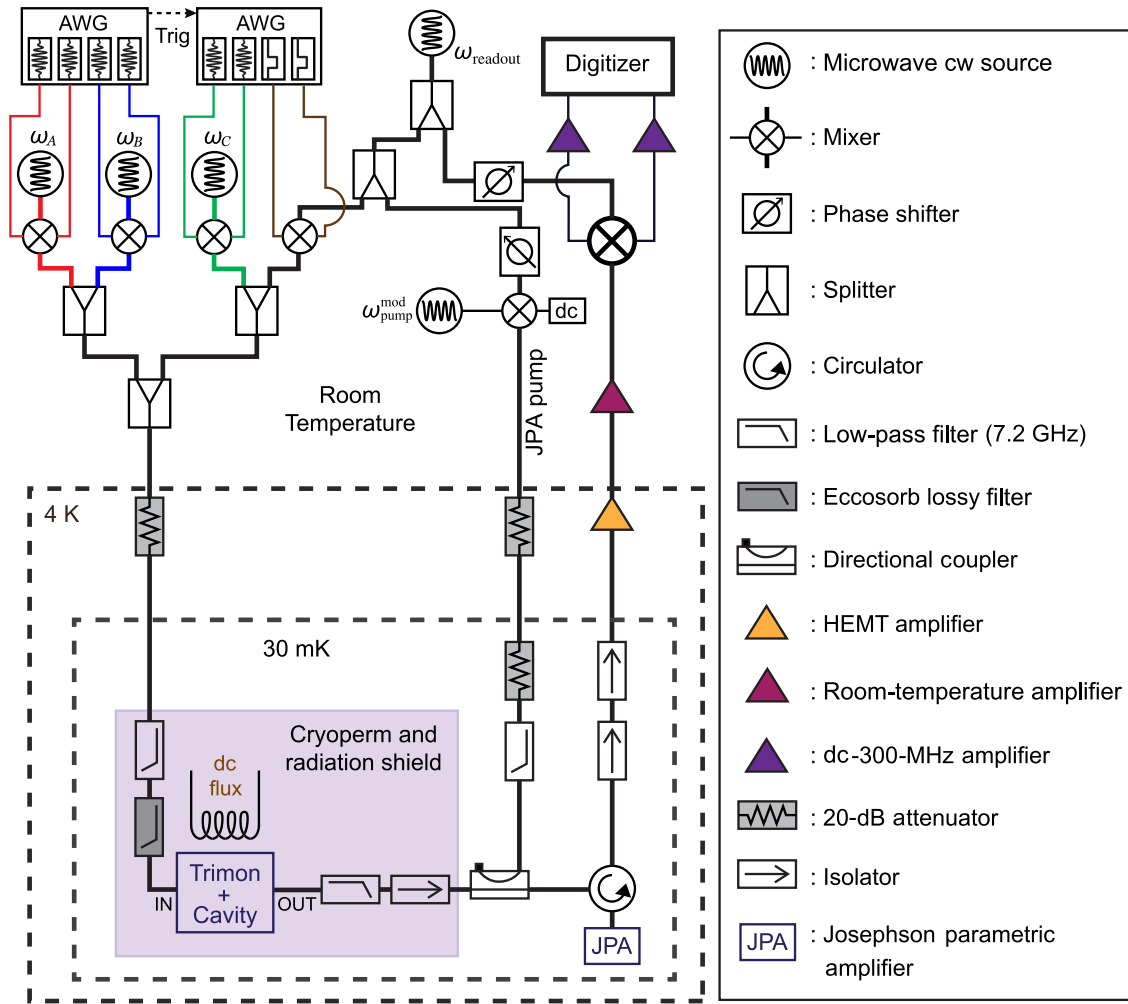 AWG
Trig
AWG
ω_A
ω_B
ω_C
ω_readout
Digitizer
ω_pump^mod
dc
Room
Temperature
JPA pump
4 K
30 mK
Cryoperm and
radiation shield
dc
flux
Trimon
+
Cavity
IN
OUT
JPA
: Microwave cw source
: Mixer
: Phase shifter
: Splitter
: Circulator
: Low-pass filter (7.2 GHz)
: Eccosorb lossy filter
: Directional coupler
: HEMT amplifier
: Room-temperature amplifier
: dc-300-MHz amplifier
: 20-dB attenuator
: Isolator
JPA : Josephson parametric
amplifier